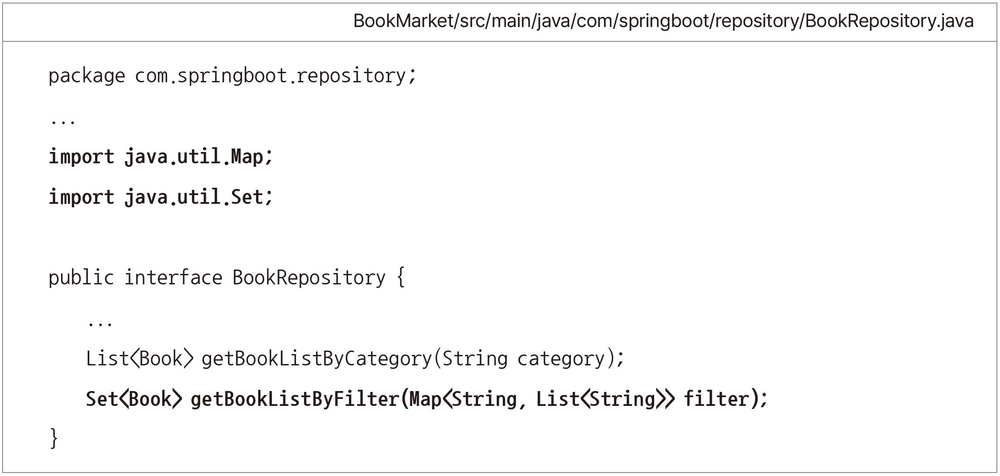 BookMarket/src/main/java/com/springboot/repository/BookRepository.java
package com.springboot.repository;
...
import java.util.Map;
import java.util.Set;
public interface BookRepository {
...
List<Book> getBookListByCategory(String category);
Set<Book> getBookListByFilter(Map<String, List<String>> filter);
}